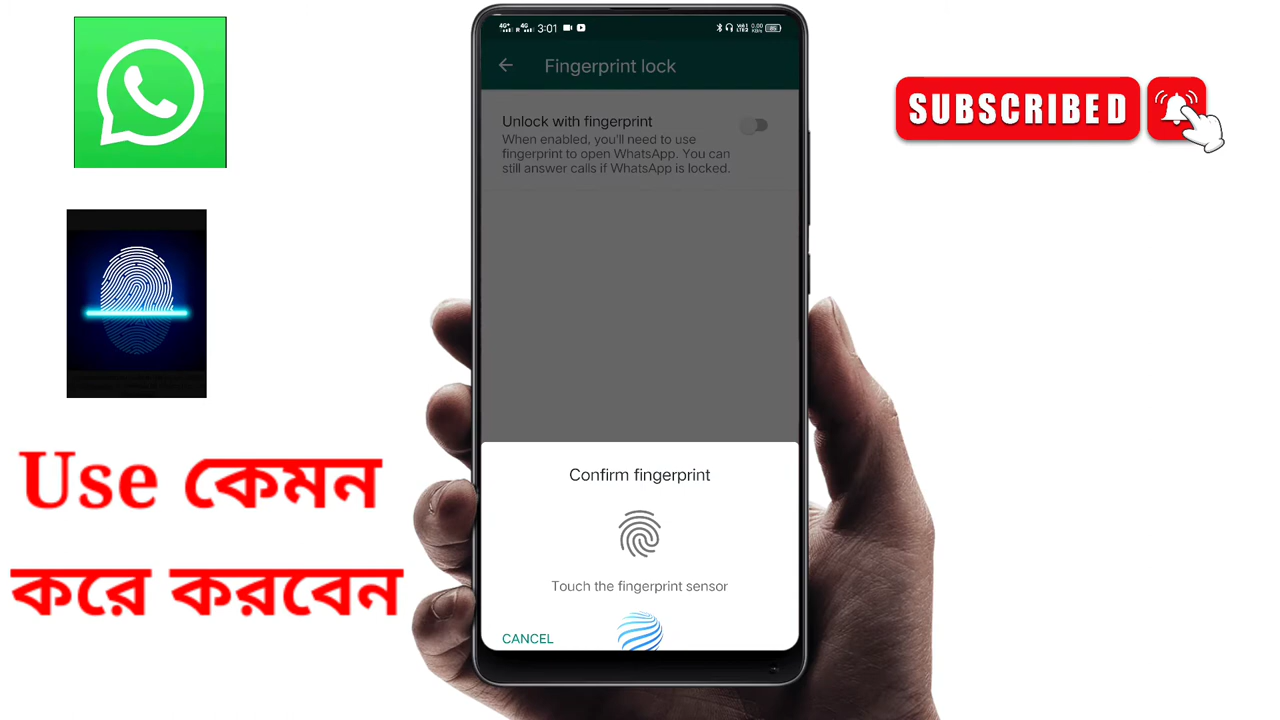 3:01
Fingerprint lock
SUBSCRIBED
Unlock with fingerprint
When enabled, you'll need to use
fingerprint to open WhatsApp. You can
still answer calls if WhatsApp is locked.
Use কেমন
করে করবেন
Confirm fingerprint
Touch the fingerprint sensor
CANCEL